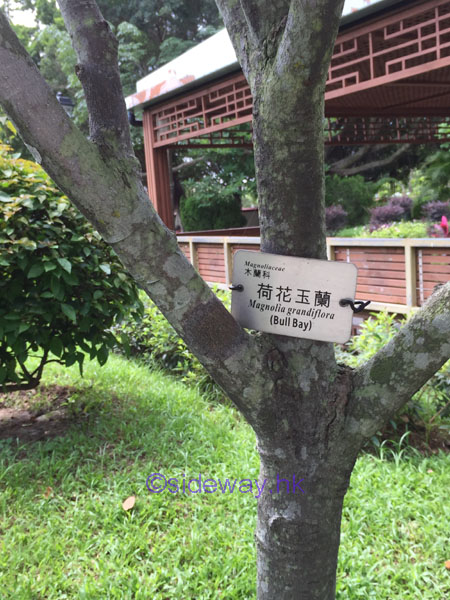 Magnoliaceae
木蘭科
荷花玉蘭
Magnolia grandiflora
(Bull Bay)
©sideway.hk